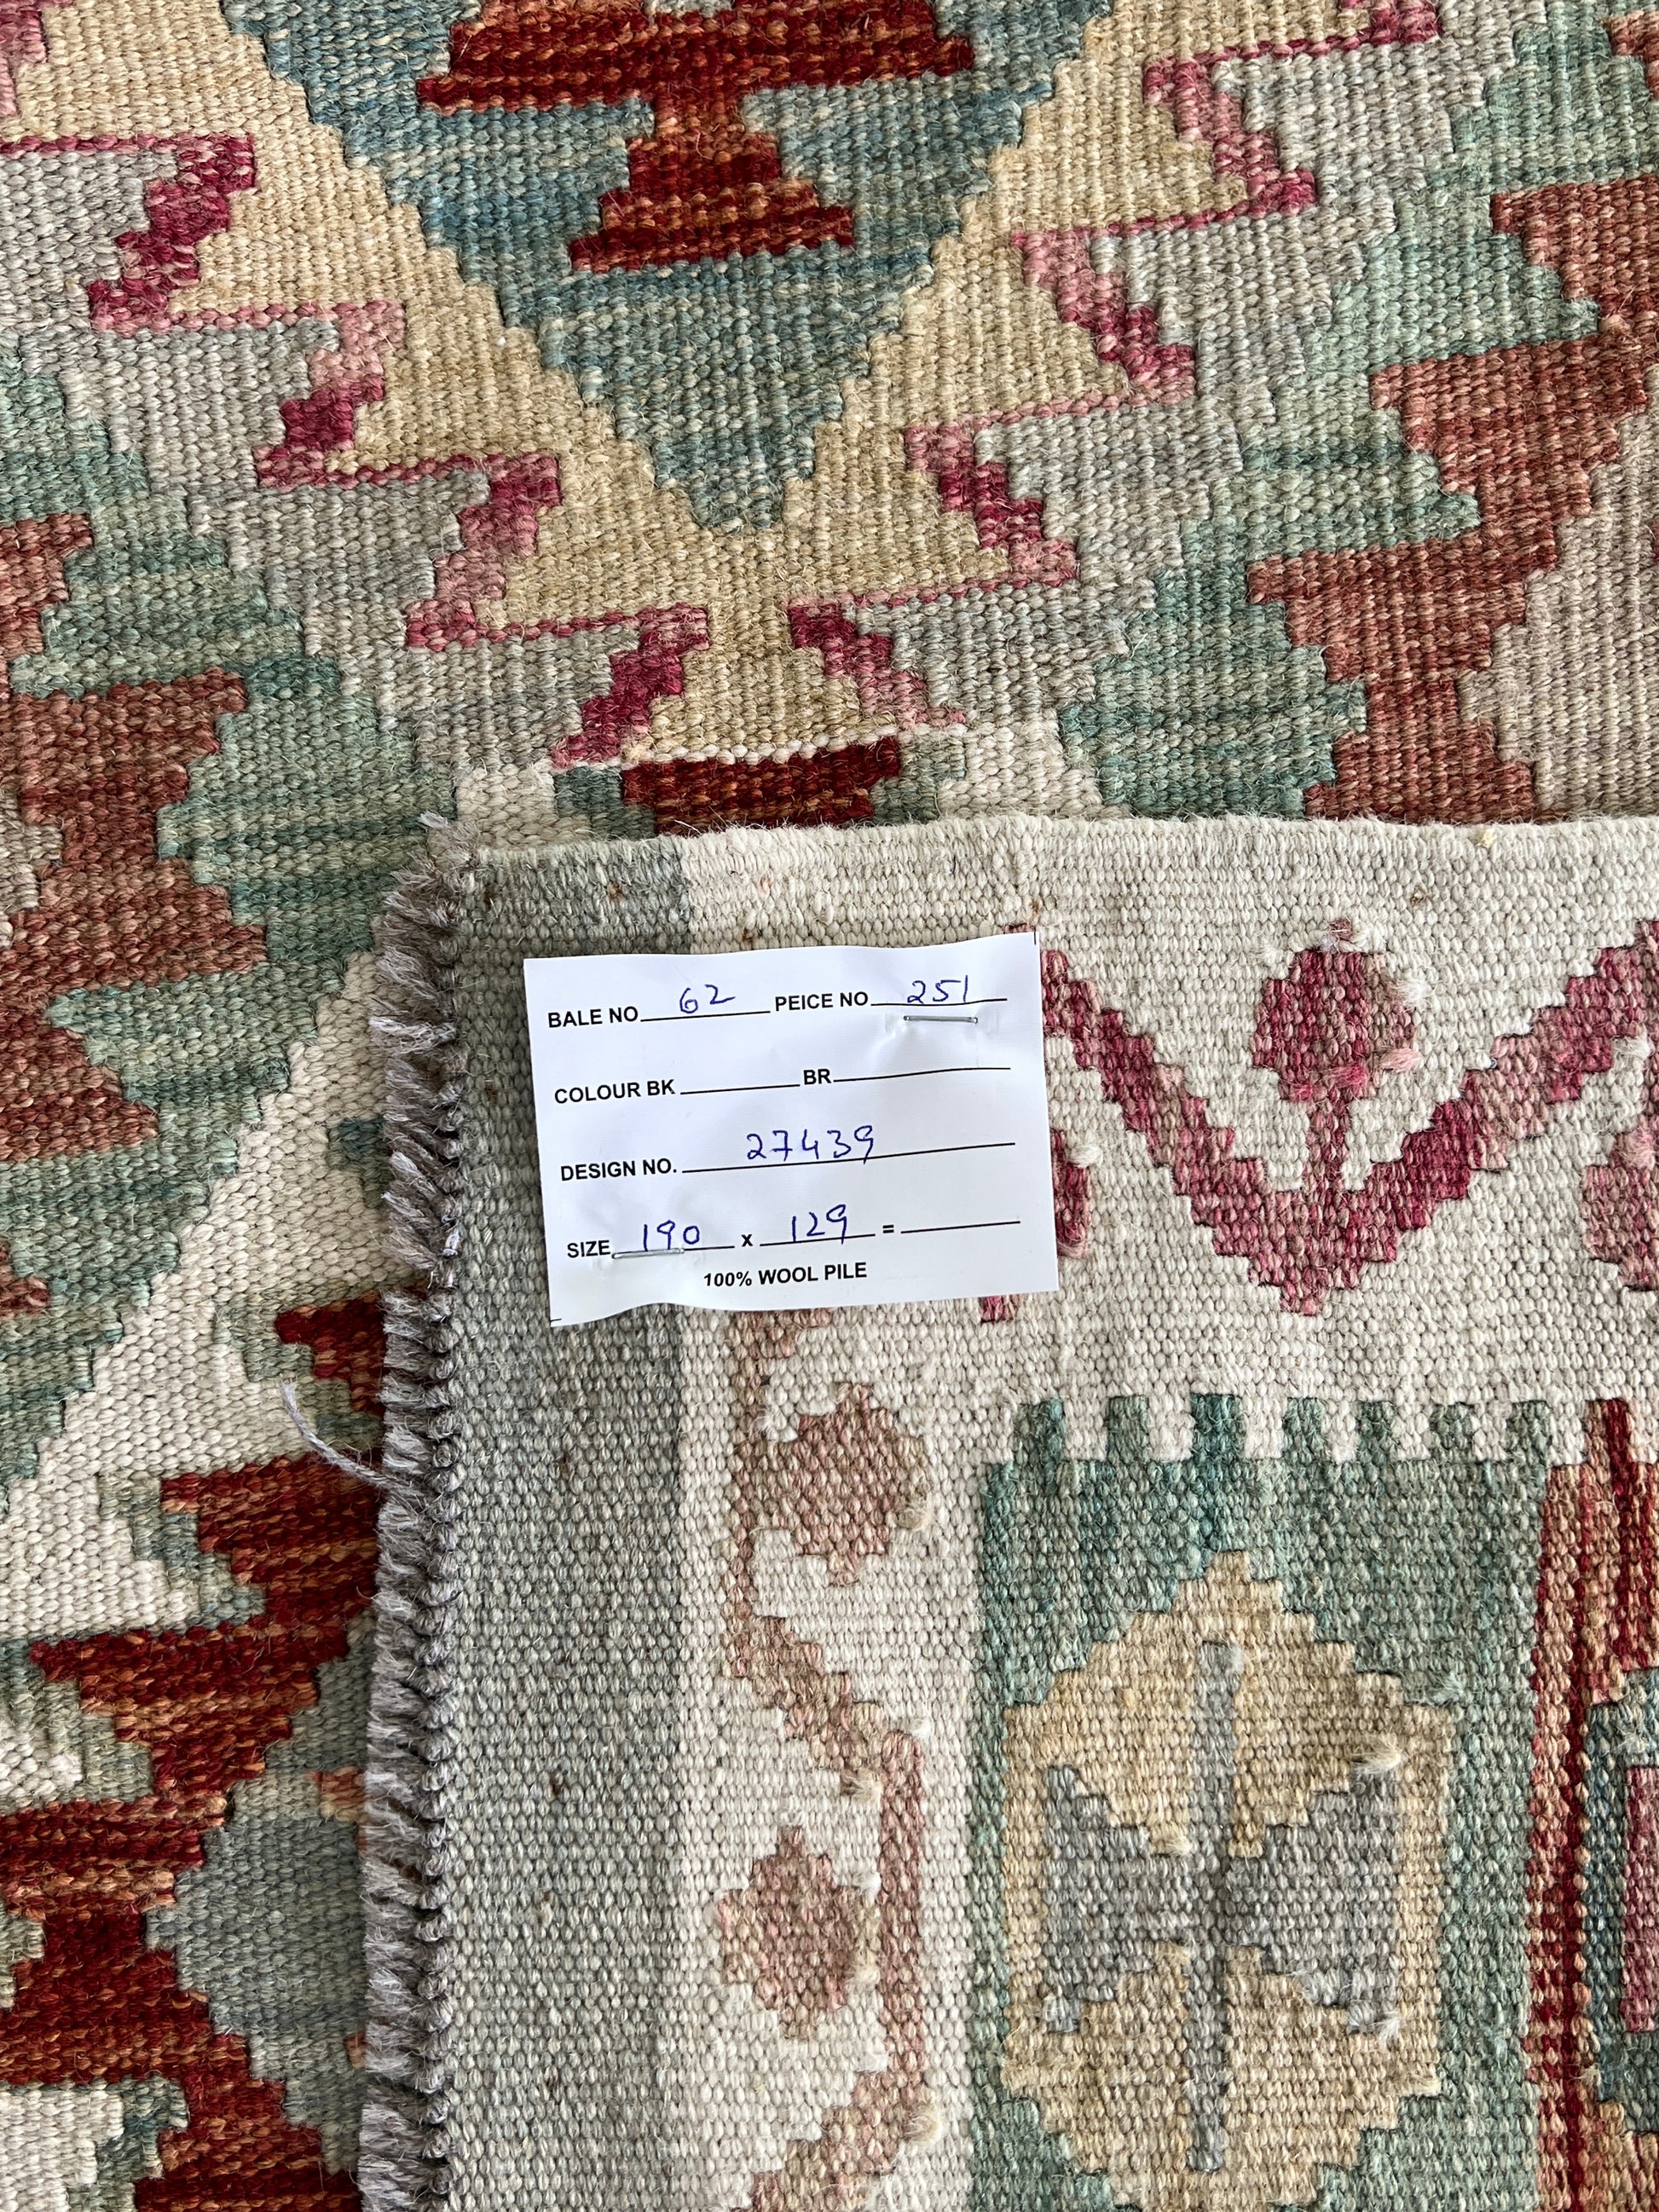 BALE NO 62 PEICE NO 251
COLOUR BK BR
DESIGN NO. 27439
SIZE 190 x 129 =
100% WOOL PILE